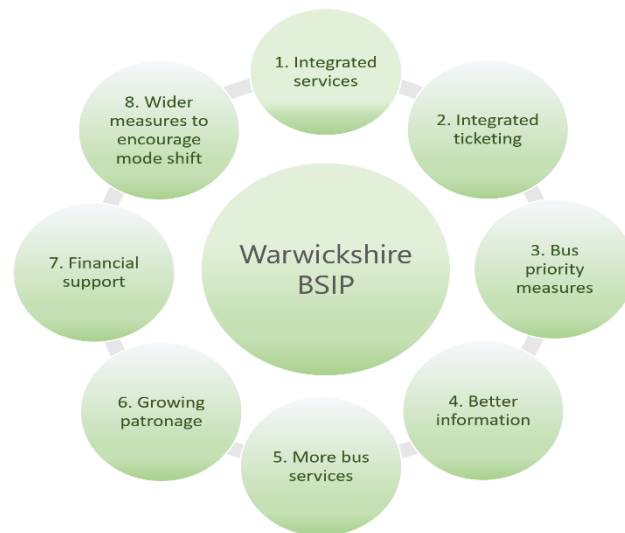 1. Integrated
services
2. Integrated
ticketing
3. Bus
priority
measures
4. Better
information
5. More bus
services
6. Growing
patronage
7. Financial
support
8. Wider
measures to
encourage
mode shift
Warwickshire
BSIP